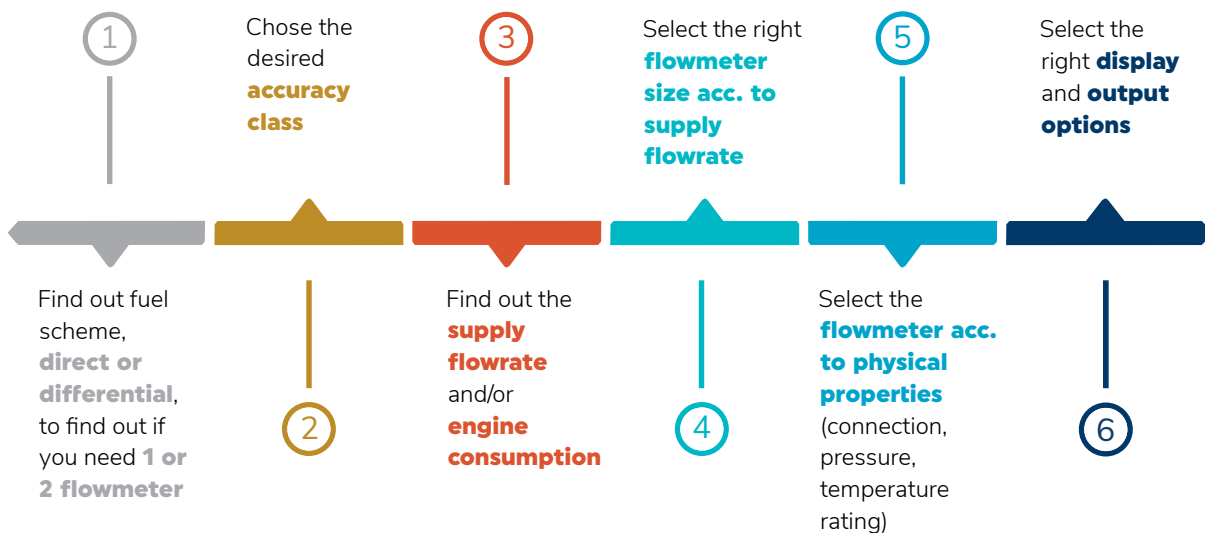 1
Find out fuel
scheme,
direct or
differential,
to find out if
you need 1 or
2 flowmeter
Chose the
desired
accuracy
class
2
3
Find out the
supply
flowrate
and/or
engine
consumption
Select the right
flowmeter
size acc. to
supply
flowrate
4
5
Select the
flowmeter acc.
to physical
properties
(connection,
pressure,
temperature
rating)
Select the
right display
and output
options
6